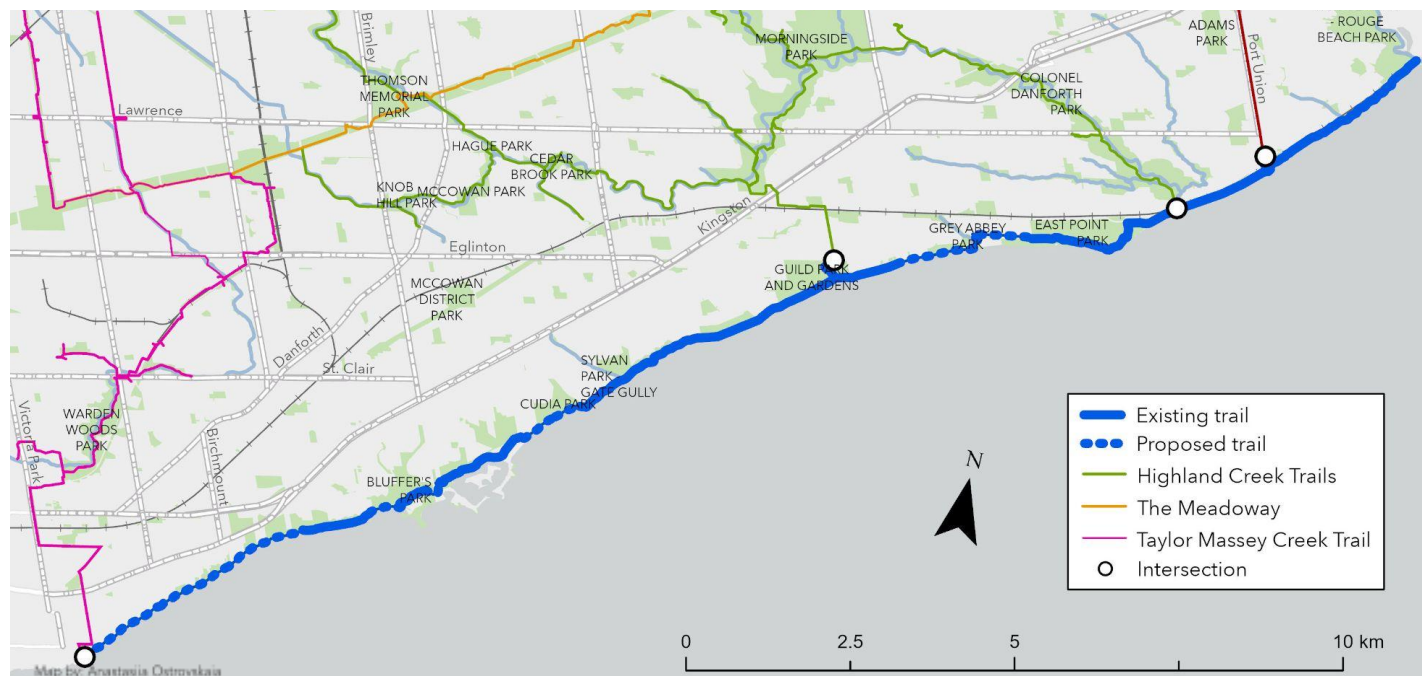 Brimley
ADAMS
PARK
- ROUGE
BEACH PARK
MORNINGSIDE
PARK
Port Union
THOMSON
MEMORIAL
PARK
COLONEL
DANFORTH
PARK
Lawrence
HAGUE PARK
CEDAR
BROOK PARK
KNOB
HILL PARK
MCCOWAN PARK
Kingston
GREY ABBEY
PARK
EAST POINT
PARK
Eglinton
GUILD PARK
AND GARDENS
MCCOWAN
DISTRICT
PARK
Danforth
St. Clair
SYLVAN
PARK
GATE GULLY
CUDIA PARK
WARDEN
WOODS
PARK
Victoria Park
Birchmount
BLUFFER'S
PARK
N
Existing trail
Proposed trail
Highland Creek Trails
The Meadoway
Taylor Massey Creek Trail
Intersection
0 2.5 5 10 km
Map by: Anastasiia Ostrovskaia